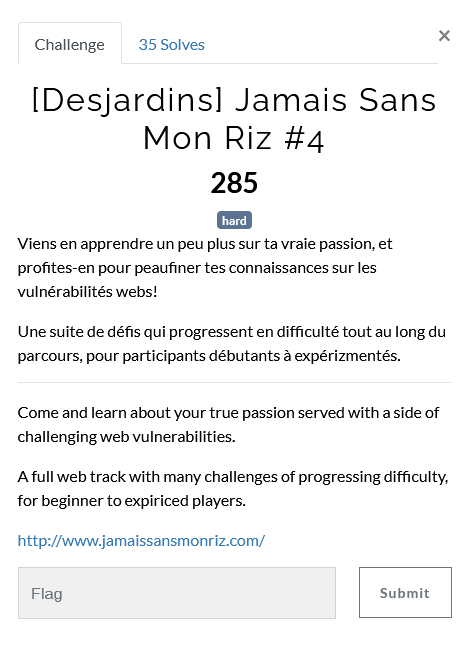 Challenge
35 Solves
×
[Desjardins] Jamais Sans
Mon Riz #4
285
hard
Viens en apprendre un peu plus sur ta vraie passion, et
profites-en pour peaufiner tes connaissances sur les
vulnérabilités webs!
Une suite de défis qui progressent en difficulté tout au long du
parcours, pour participants débutants à expérizmentés.
Come and learn about your true passion served with a side of
challenging web vulnerabilities.
A full web track with many challenges of progressing difficulty,
for beginner to expiriced players.
http://www.jamaissansmonriz.com/
Flag
Submit